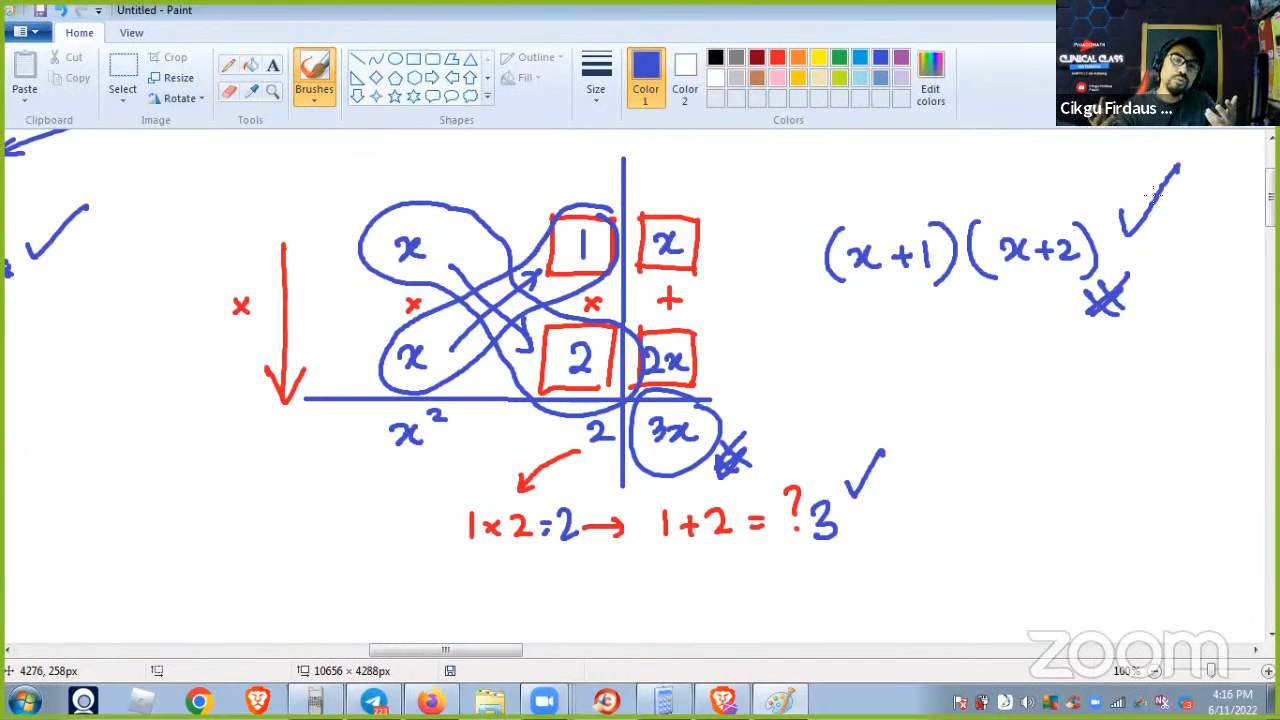 Untitled - Paint
Home View
Paste
Cut
Copy
Clipboard
Select
Crop
Resize
Rotate
Image
A
Tools
Brushes
Outline
Fill
Shapes
Size
Color 1
Color 2
Edit colors
Colors
CLINICAL CLASS
Cikgu Firdaus ...
x 1 x
x x x +
x 2 2x
x² 2 3x
(x+1)(x+2)
1×2=2→ 1+2 = ?3
zoom
4276, 258px
10656 × 4288px
100%
4:16 PM
6/11/2022